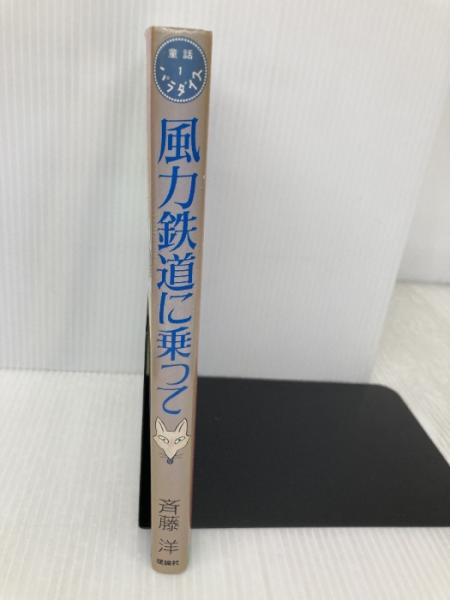 童話
1
パラダイス
風力鉄道に乗って
斉藤 洋
理論社